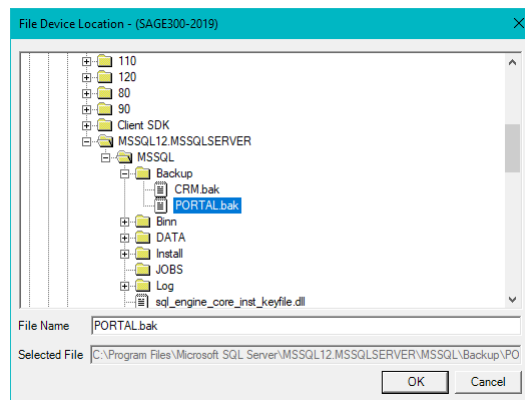 File Device Location - (SAGE300-2019)
110
120
80
90
Client SDK
MSSQL12.MSSQLSERVER
MSSQL
Backup
CRM.bak
PORTAL.bak
Binn
DATA
Install
JOBS
Log
sql_engine_core_inst_keyfile.dll
File Name PORTAL.bak
Selected File C:\Program Files\Microsoft SQL Server\MSSQL12.MSSQLSERVER\MSSQL\Backup\PO
OK Cancel